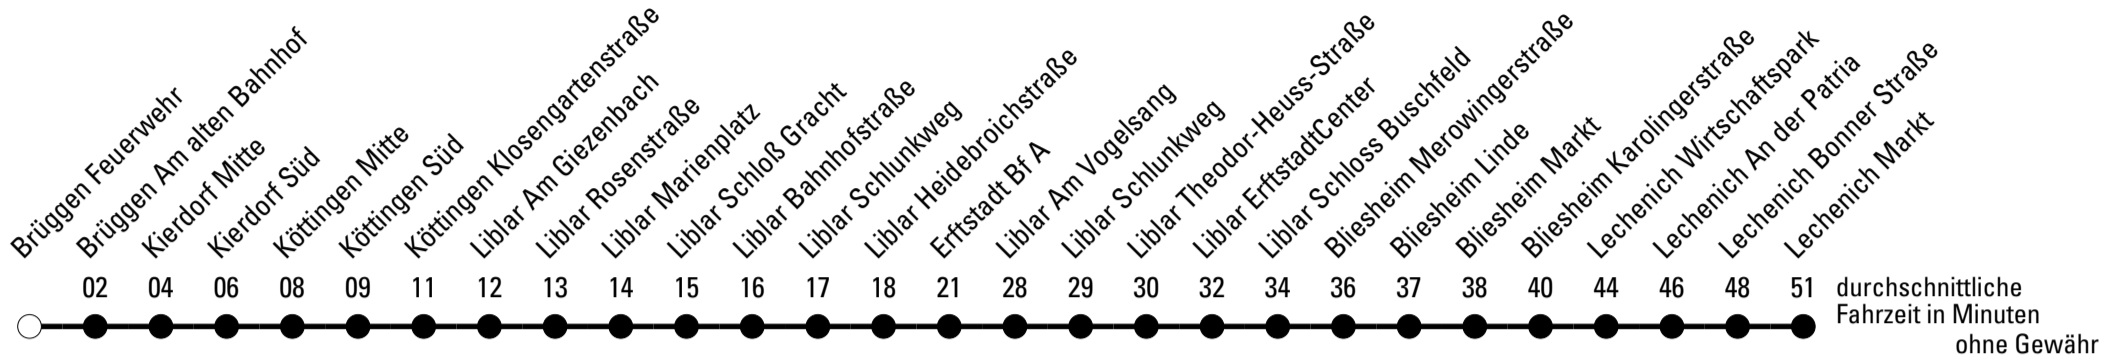 Brüggen Feuerwehr
Brüggen Am alten Bahnhof
Kierdorf Mitte
Kierdorf Süd
Köttingen Mitte
Köttingen Süd
Köttingen Klosengartenstraße
Liblar Am Giezenbach
Liblar Rosenstraße
Liblar Marienplatz
Liblar Schloß Gracht
Liblar Bahnhofstraße
Liblar Schlunkweg
Liblar Heidebroichstraße
Erftstadt Bf A
Liblar Am Vogelsang
Liblar Schlunkweg
Liblar Theodor-Heuss-Straße
Liblar ErftstadtCenter
Liblar Schloss Buschfeld
Bliesheim Merowingerstraße
Bliesheim Linde
Bliesheim Markt
Bliesheim Karolingerstraße
Lechenich Wirtschaftspark
Lechenich An der Patria
Lechenich Bonner Straße
Lechenich Markt
02 04 06 08 09 11 12 13 14 15 16 17 18 21 28 29 30 32 34 36 37 38 40 44 46 48 51
durchschnittliche
Fahrzeit in Minuten
ohne Gewähr